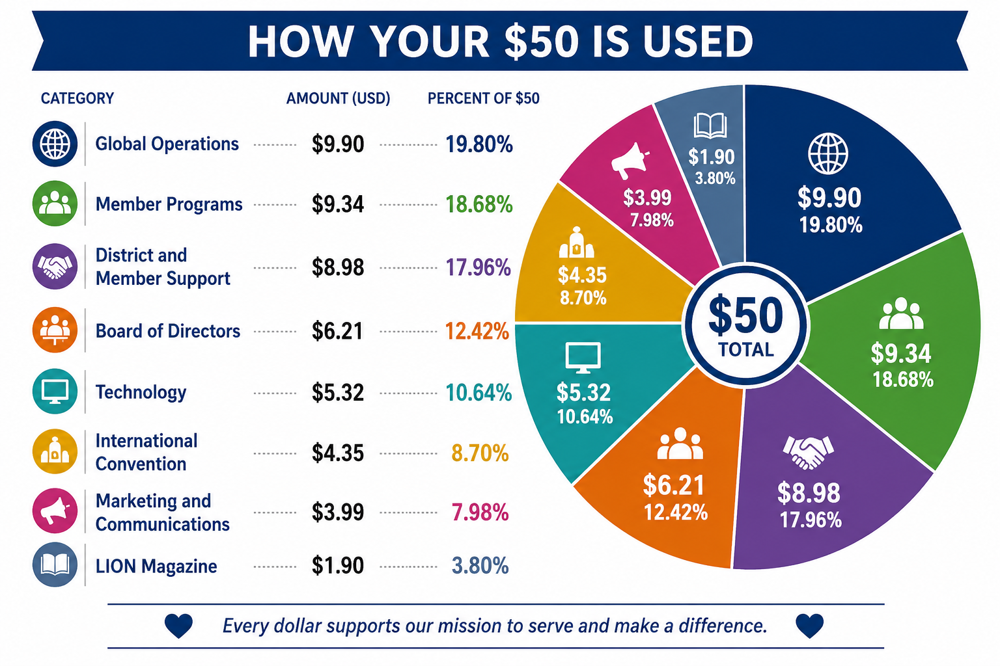 HOW YOUR $50 IS USED
CATEGORY AMOUNT (USD) PERCENT OF $50
Global Operations $9.90 19.80%
Member Programs $9.34 18.68%
District and
Member Support $8.98 17.96%
Board of Directors $6.21 12.42%
Technology $5.32 10.64%
International
Convention $4.35 8.70%
Marketing and
Communications $3.99 7.98%
LION Magazine $1.90 3.80%
$9.90
19.80%
$9.34
18.68%
$8.98
17.96%
$6.21
12.42%
$5.32
10.64%
$4.35
8.70%
$3.99
7.98%
$1.90
3.80%
$50
TOTAL
Every dollar supports our mission to serve and make a difference.